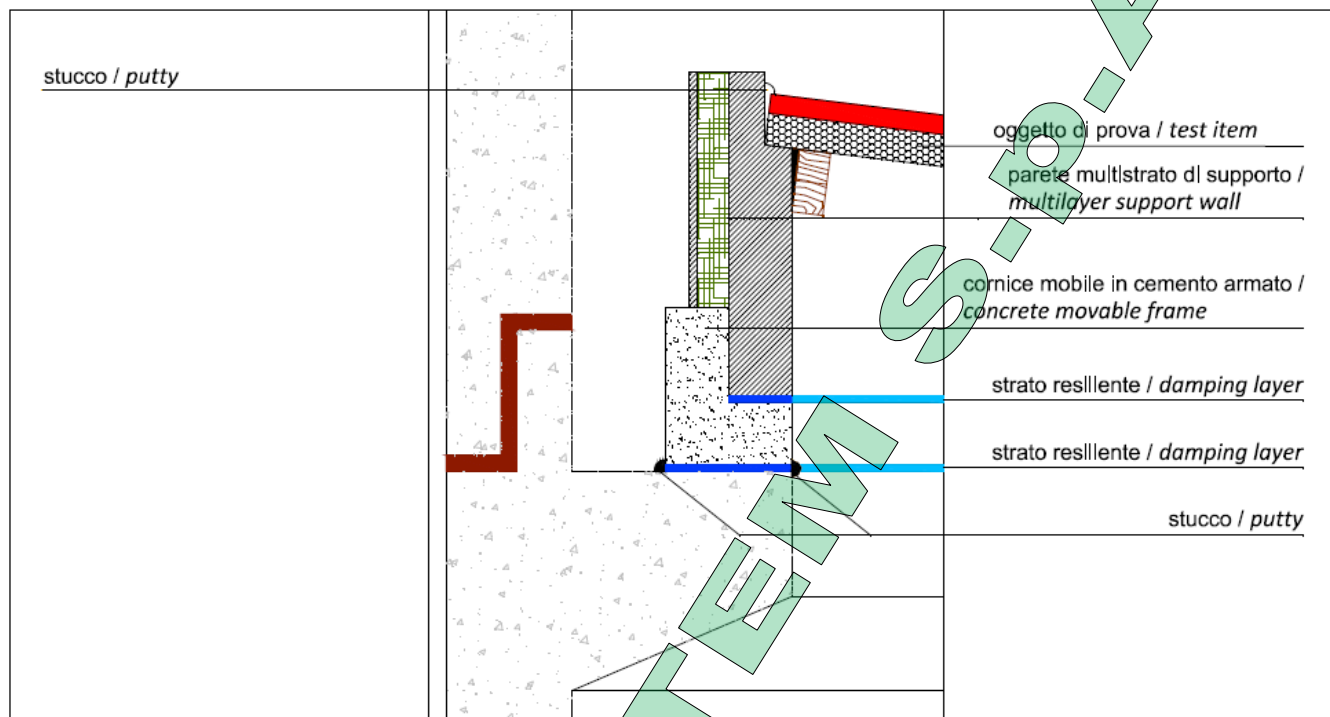 stucco / putty
oggetto di prova / test item
parete multistrato di supporto /
multilayer support wall
cornice mobile in cemento armato /
concrete movable frame
strato resiliente / damping layer
strato resiliente / damping layer
stucco / putty
TEM S.p.A